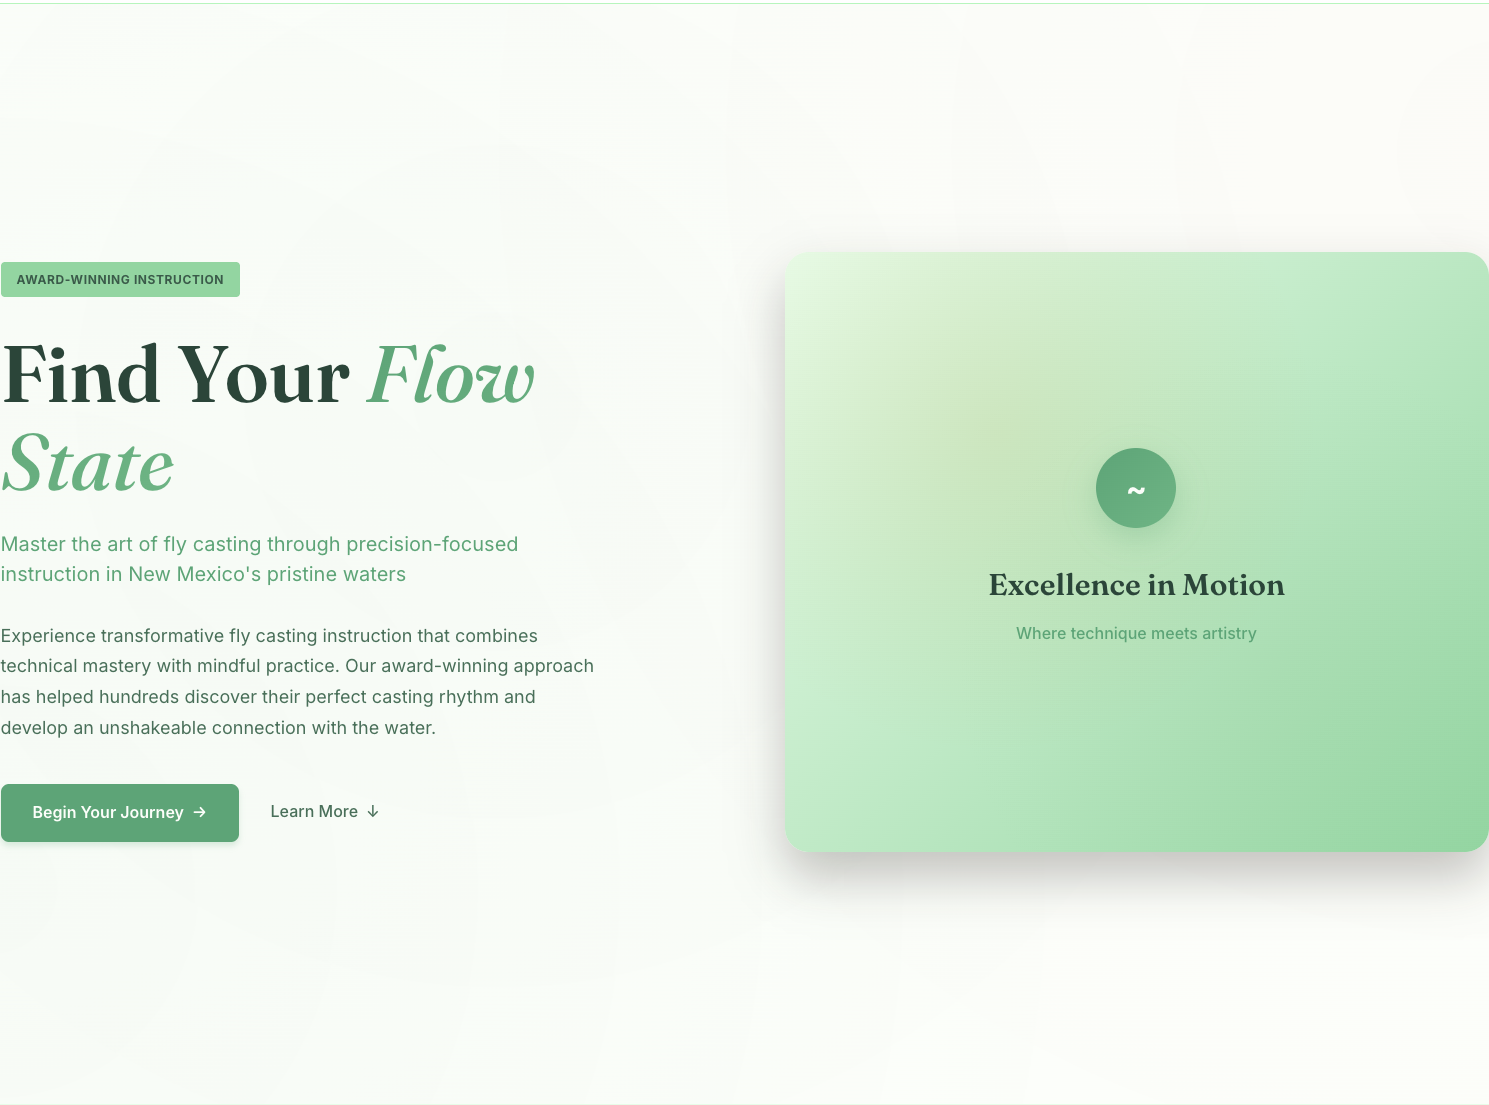 AWARD-WINNING INSTRUCTION
Find Your Flow
State
Master the art of fly casting through precision-focused
instruction in New Mexico's pristine waters
Experience transformative fly casting instruction that combines
technical mastery with mindful practice. Our award-winning approach
has helped hundreds discover their perfect casting rhythm and
develop an unshakeable connection with the water.
Begin Your Journey →
Learn More ↓
~
Excellence in Motion
Where technique meets artistry